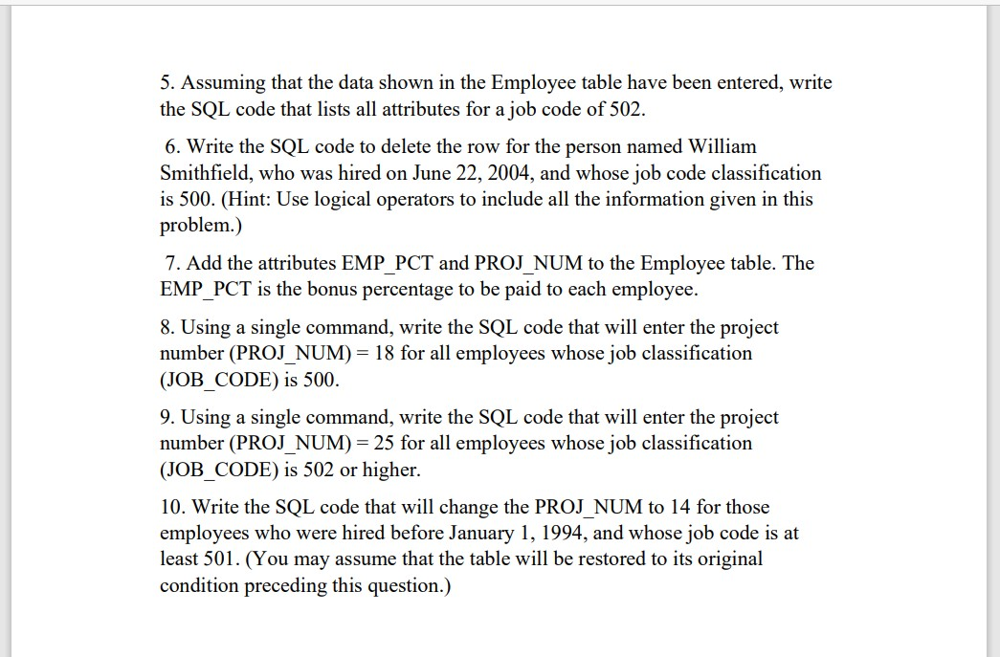 5. Assuming that the data shown in the Employee table have been entered, write
the SQL code that lists all attributes for a job code of 502.
6. Write the SQL code to delete the row for the person named William
Smithfield, who was hired on June 22, 2004, and whose job code classification
is 500. (Hint: Use logical operators to include all the information given in this
problem.)
7. Add the attributes EMP_PCT and PROJ_NUM to the Employee table. The
EMP_PCT is the bonus percentage to be paid to each employee.
8. Using a single command, write the SQL code that will enter the project
number (PROJ_NUM) = 18 for all employees whose job classification
(JOB_CODE) is 500.
9. Using a single command, write the SQL code that will enter the project
number (PROJ_NUM) = 25 for all employees whose job classification
(JOB_CODE) is 502 or higher.
10. Write the SQL code that will change the PROJ_NUM to 14 for those
employees who were hired before January 1, 1994, and whose job code is at
least 501. (You may assume that the table will be restored to its original
condition preceding this question.)